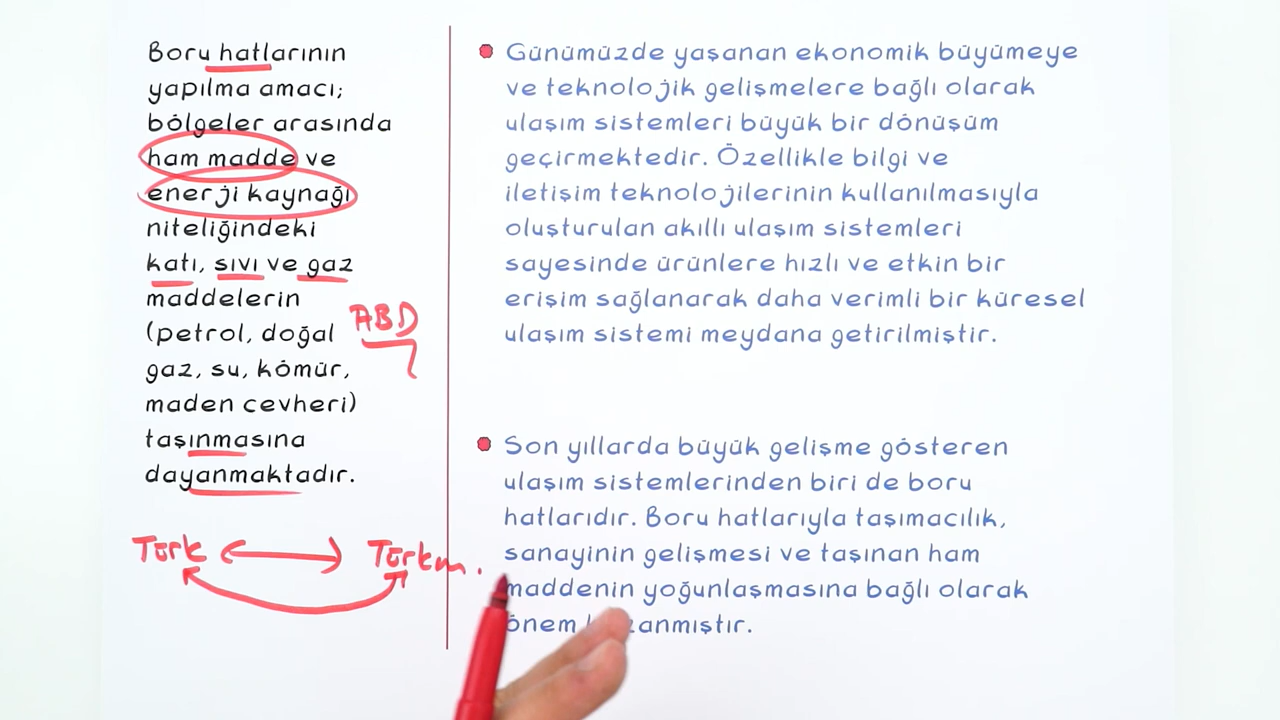 Boru hatlarının
yapılma amacı;
bölgeler arasında
ham madde ve
enerji kaynağı
niteliğindeki
katı, sıvı ve gaz
maddelerin
(petrol, doğal
gaz, su, kömür,
maden cevheri)
taşınmasına
dayanmaktadır.
ABD
Türk
Türkm.
Günümüzde yaşanan ekonomik büyümeye
ve teknolojik gelişmelere bağlı olarak
ulaşım sistemleri büyük bir dönüşüm
geçirmektedir. Özellikle bilgi ve
iletişim teknolojilerinin kullanılmasıyla
oluşturulan akıllı ulaşım sistemleri
sayesinde ürünlere hızlı ve etkin bir
erişim sağlanarak daha verimli bir küresel
ulaşım sistemi meydana getirilmiştir.
Son yıllarda büyük gelişme gösteren
ulaşım sistemlerinden biri de boru
hatlarıdır. Boru hatlarıyla taşımacılık,
sanayinin gelişmesi ve taşınan ham
maddenin yoğunlaşmasına bağlı olarak
önem